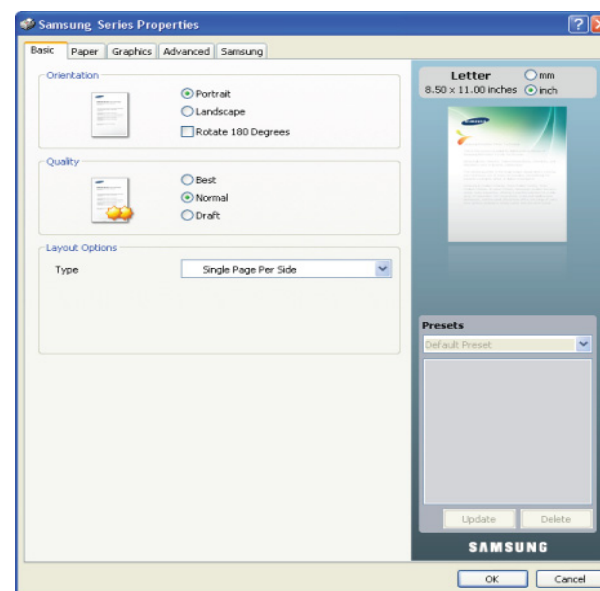 Samsung Series Properties
Basic Paper Graphics Advanced Samsung
Orientation
Portrait
Landscape
Rotate 180 Degrees
Quality
Best
Normal
Draft
Layout Options
Type Single Page Per Side
Letter mm
8.50 x 11.00 inches inch
SAMSUNG
Presets
Default Preset
Update Delete
SAMSUNG
OK Cancel